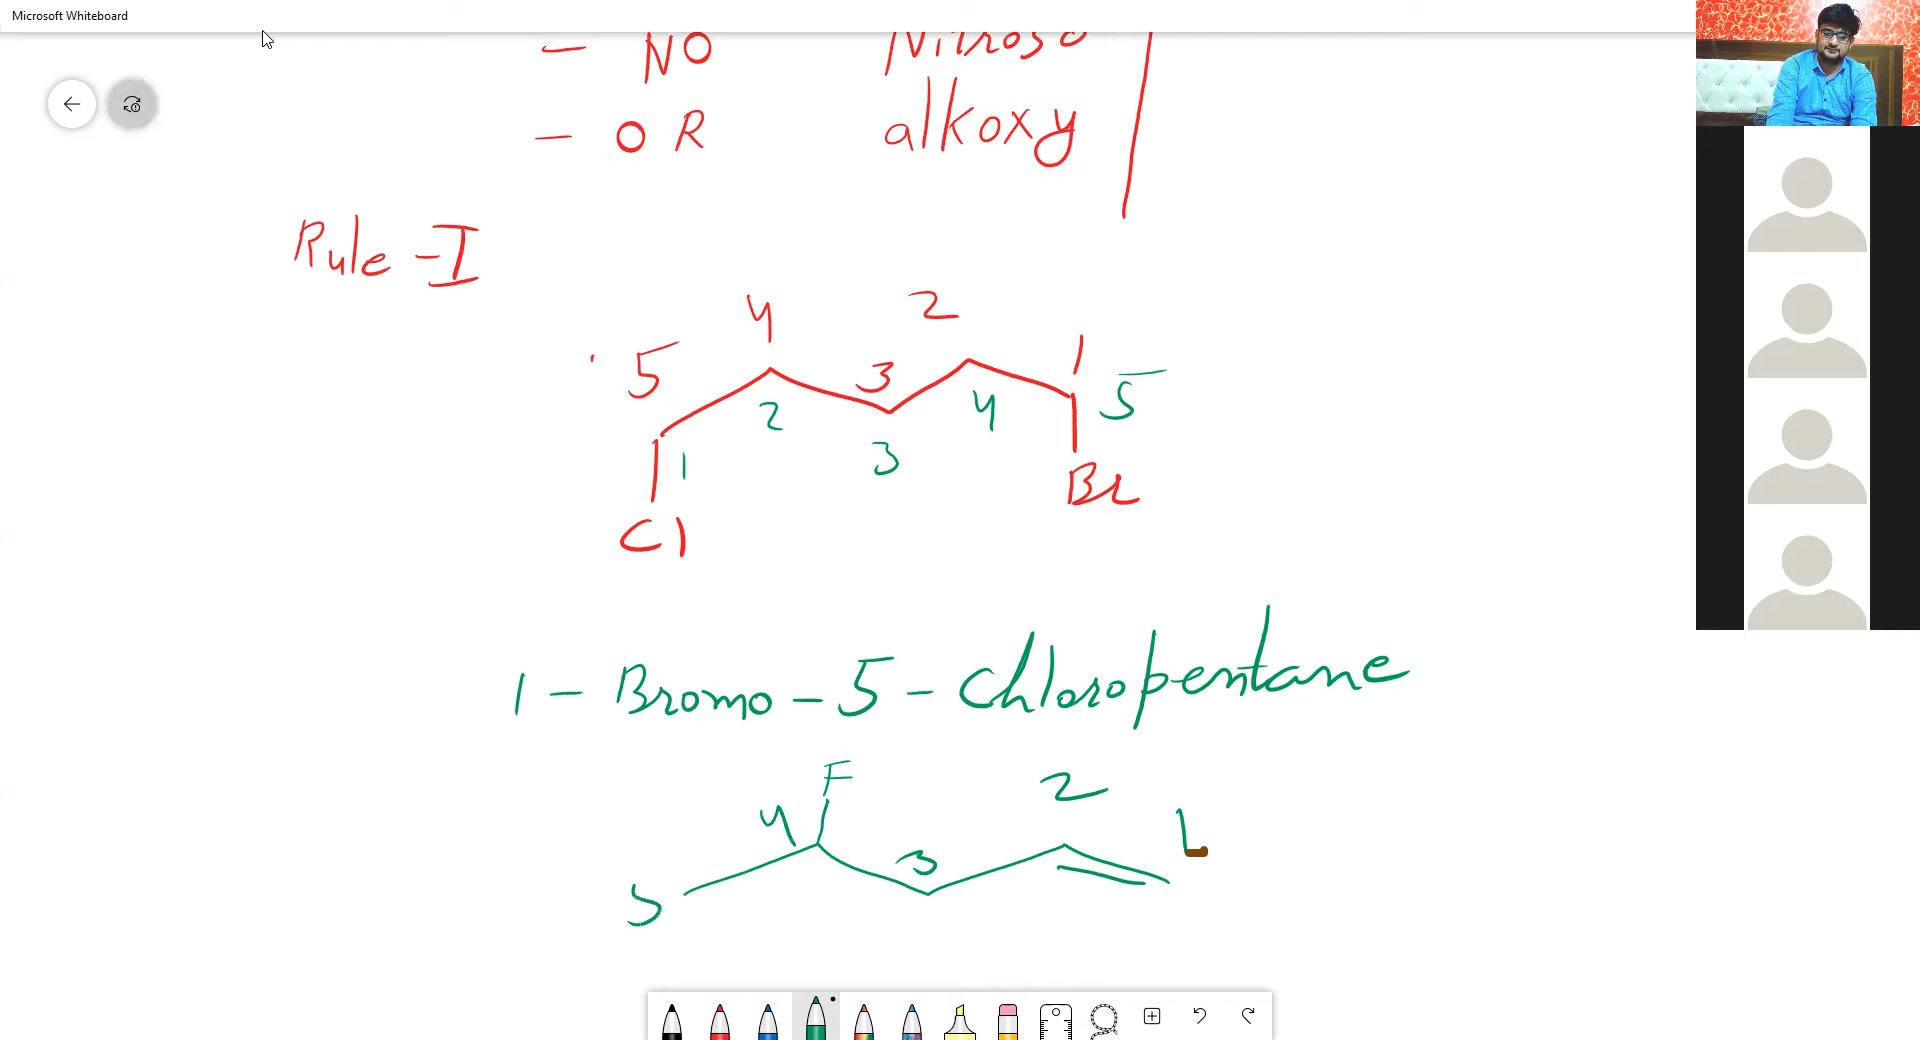 Microsoft Whiteboard
- NO Nitroso
- OR alkoxy
Rule - I
5 4 3 2 1
1 2 3 4 5
Cl Br
1 - Bromo - 5 - Chloropentane
F
5 4 3 2 1